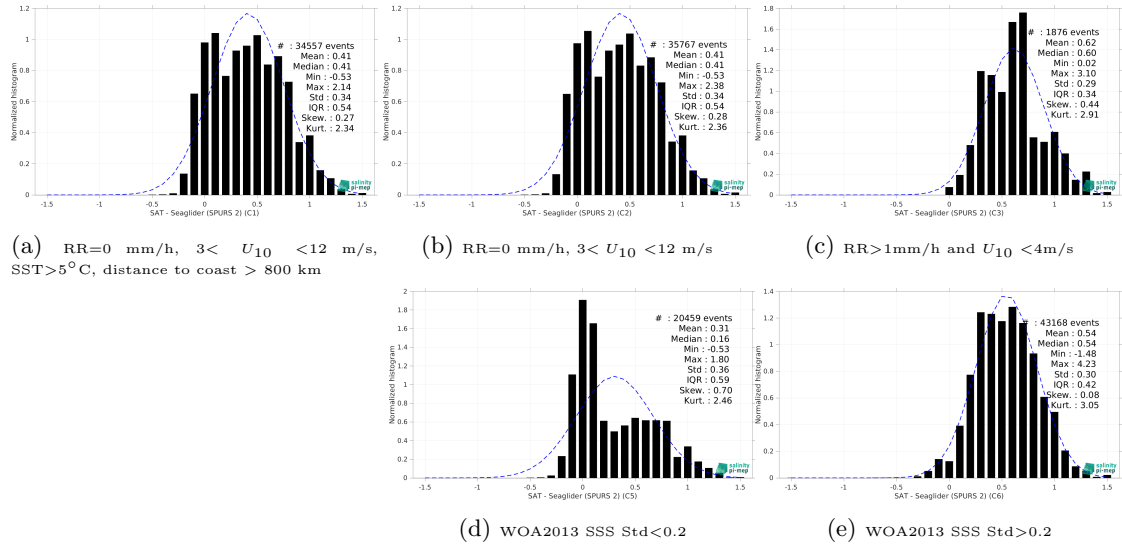 1.2
1
0.8
0.6
0.4
0.2
0
Normalized histogram
# : 34557 events
Mean : 0.41
Median : 0.41
Min : -0.53
Max : 2.14
Std : 0.34
IQR : 0.54
Skew. : 0.27
Kurt. : 2.34
salinity
pi-mep
-1.5 -1 -0.5 0 0.5 1 1.5
SAT - Seaglider (SPURS 2) (C1)
(a) RR=0 mm/h, 3< U10 <12 m/s,
SST>5°C, distance to coast > 800 km
1.2
1
0.8
0.6
0.4
0.2
0
Normalized histogram
# : 35767 events
Mean : 0.41
Median : 0.41
Min : -0.53
Max : 2.38
Std : 0.34
IQR : 0.54
Skew. : 0.28
Kurt. : 2.36
salinity
pi-mep
-1.5 -1 -0.5 0 0.5 1 1.5
SAT - Seaglider (SPURS 2) (C2)
(b) RR=0 mm/h, 3< U10 <12 m/s
1.8
1.6
1.4
1.2
1
0.8
0.6
0.4
0.2
0
Normalized histogram
# : 1876 events
Mean : 0.62
Median : 0.60
Min : 0.02
Max : 3.10
Std : 0.29
IQR : 0.34
Skew. : 0.44
Kurt. : 2.91
salinity
pi-mep
-1.5 -1 -0.5 0 0.5 1 1.5
SAT - Seaglider (SPURS 2) (C3)
(c) RR>1mm/h and U10 <4m/s
2
1.8
1.6
1.4
1.2
1
0.8
0.6
0.4
0.2
0
Normalized histogram
# : 20459 events
Mean : 0.31
Median : 0.16
Min : -0.53
Max : 1.80
Std : 0.36
IQR : 0.59
Skew. : 0.70
Kurt. : 2.46
salinity
pi-mep
-1.5 -1 -0.5 0 0.5 1 1.5
SAT - Seaglider (SPURS 2) (C5)
(d) WOA2013 SSS Std<0.2
1.4
1.2
1
0.8
0.6
0.4
0.2
0
Normalized histogram
# : 43168 events
Mean : 0.54
Median : 0.54
Min : -1.48
Max : 4.23
Std : 0.30
IQR : 0.42
Skew. : 0.08
Kurt. : 3.05
salinity
pi-mep
-1.5 -1 -0.5 0 0.5 1 1.5
SAT - Seaglider (SPURS 2) (C6)
(e) WOA2013 SSS Std>0.2